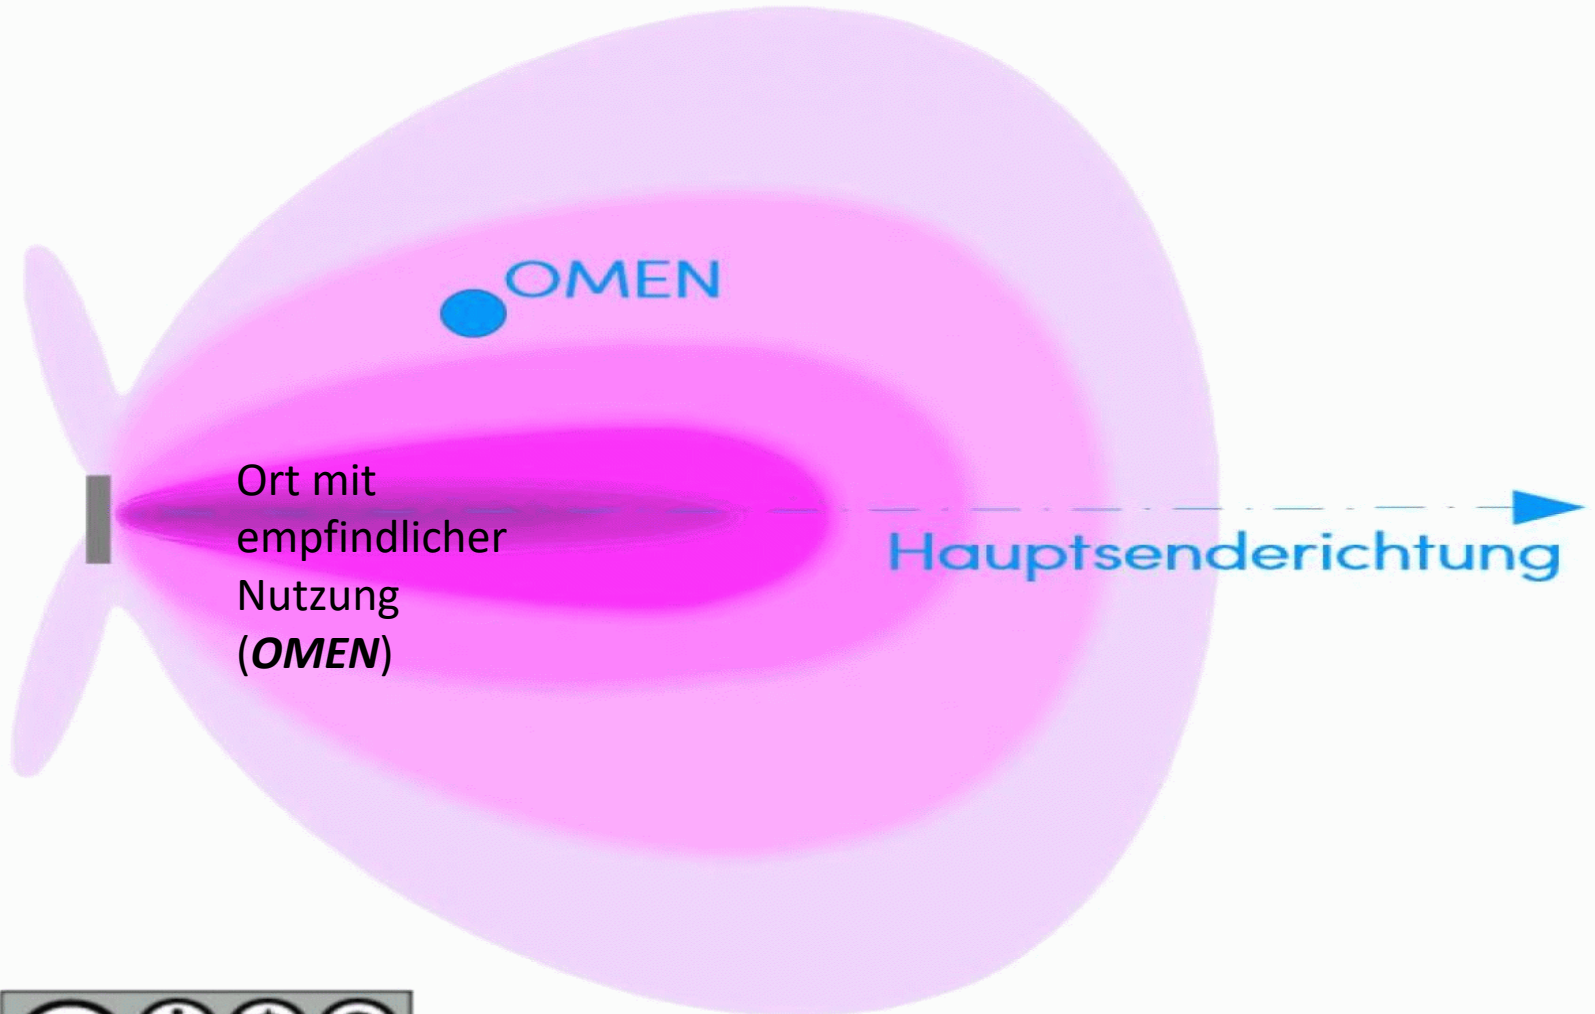 OMEN
Ort mit
empfindlicher
Nutzung
(OMEN)
Hauptsenderichtung